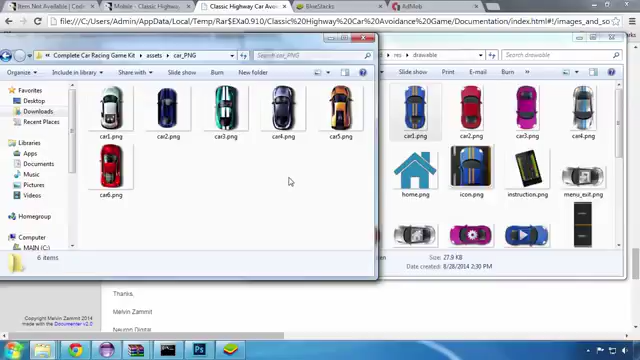 Item Not Available |
Mobile - Classic Highway
Classic Highway Car Avoi
BlueStacks
AdMob
file:///C:/Users/Admin/AppData/Local/Temp/Rar$EXa0.910/Classic%20Highway%20Car%20Avoidance%20Game/Documentation/index.html#!/images_and_so
Complete Car Racing Game Kit ▸ assets ▸ car_PNG
Search car_PNG
Organize
Include in library
Share with
Slide show
Burn
New folder
Favorites
Desktop
Downloads
Recent Places
Libraries
Apps
Documents
Music
Pictures
Videos
Homegroup
Computer
MAIN (C:)
car1.png
car2.png
car3.png
car4.png
car5.png
car6.png
6 items
res ▸ drawable
Search drawable
Slide show
Print
E-mail
Burn
car1.png
car2.png
car3.png
car4.png
home.png
icon.png
instruction.png
menu_exit.png
Size: 27.9 KB
Date created: 8/28/2014 2:30 PM
Thanks,
Melvin Zammit
Neuron Digital
Copyright Melvin Zammit 2014
made with the Documenter v2.0